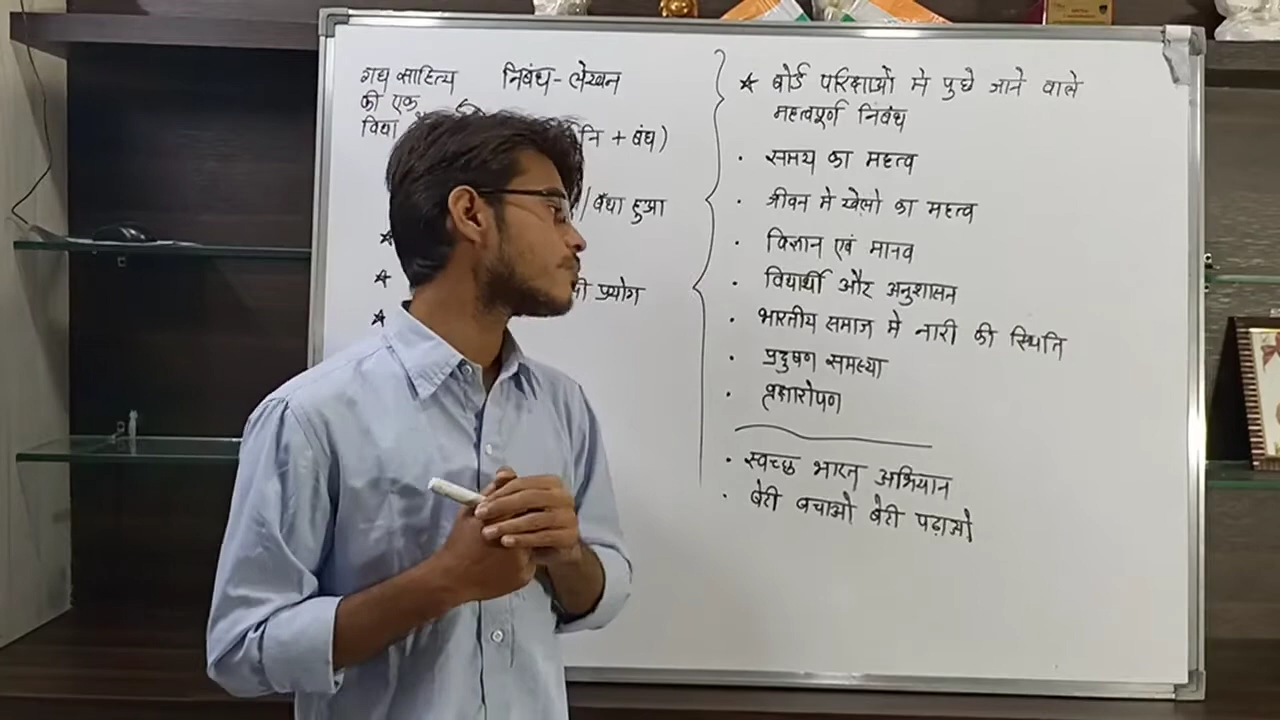 गद्य साहित्य
की एक
विद्या
निबंध-लेखन
नि + बंध)
/बँधा हुआ
प्रयोग
★ बोर्ड परिक्षाओं मे पुछे जाने वाले
महत्वपूर्ण निबंध
· समय का महत्व
· जीवन मे खेलो का महत्व
· विज्ञान एवं मानव
· विद्यार्थी और अनुशासन
· भारतीय समाज मे नारी की स्थिति
· प्रदुषण समस्या
· वृक्षारोपण
· स्वच्छ भारत अभियान
· बेटी बचाओ बेटी पढ़ाओ